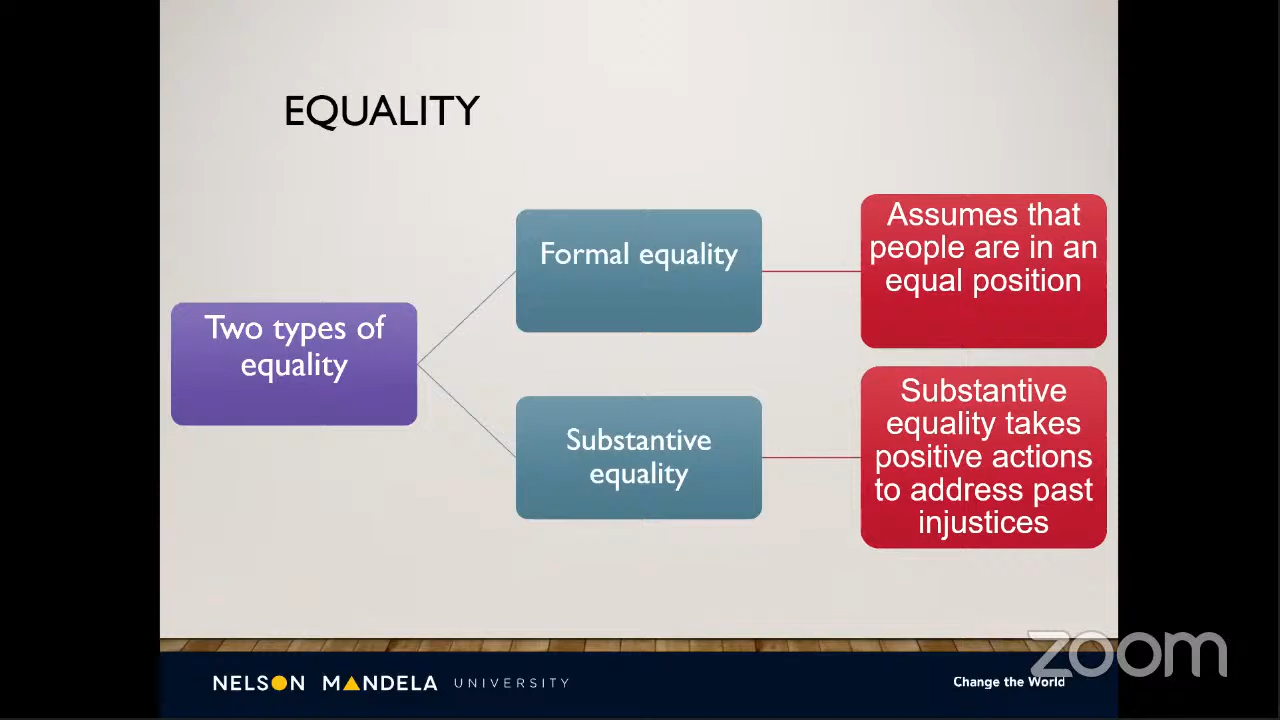 EQUALITY
Two types of
equality
Formal equality
Assumes that
people are in an
equal position
Substantive
equality
Substantive
equality takes
positive actions
to address past
injustices
NELSON MANDELA UNIVERSITY
Change the World
zoom